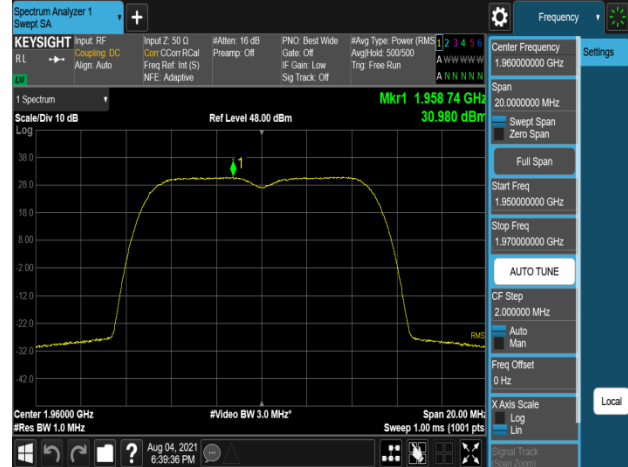 Spectrum Analyzer 1
Swept SA
+
Frequency
KEYSIGHT
RL
LXI
Input: RF
Coupling: DC
Align: Auto
Input Z: 50 Ω
Corr CCorr RCal
Freq Ref: Int (S)
NFE: Adaptive
#Atten: 16 dB
Preamp: Off
PNO: Best Wide
Gate: Off
IF Gain: Low
Sig Track: Off
#Avg Type: Power (RMS
Avg|Hold: 500/500
Trig: Free Run
1 2 3 4 5 6
A W W W W W
A N N N N N
1 Spectrum
Scale/Div 10 dB
Log
Ref Level 48.00 dBm
Mkr1 1.958 74 GHz
30.980 dBm
38.0
28.0
18.0
8.00
-2.00
-12.0
-22.0
-32.0
-42.0
1
RMS
Center 1.96000 GHz
#Res BW 1.0 MHz
#Video BW 3.0 MHz*
Span 20.00 MHz
Sweep 1.00 ms (1001 pts
Aug 04, 2021
6:39:36 PM
?
Center Frequency
1.960000000 GHz
Span
20.0000000 MHz
Swept Span
Zero Span
Full Span
Start Freq
1.950000000 GHz
Stop Freq
1.970000000 GHz
AUTO TUNE
CF Step
2.000000 MHz
Auto
Man
Freq Offset
0 Hz
X Axis Scale
Log
Lin
Signal Track
(Span Zoom)
Settings
Local